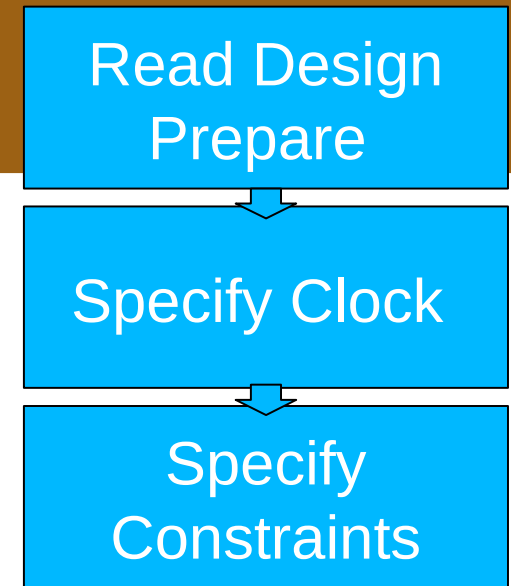 Read Design
Prepare
Specify Clock
Specify
Constraints